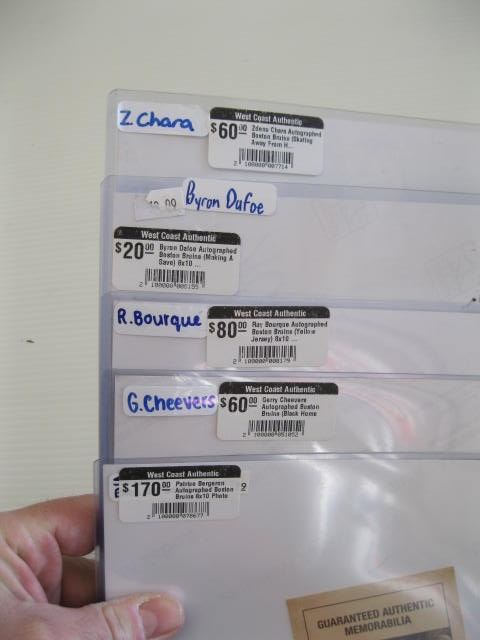 Z. Chara
West Coast Authentic
$60.00 Zdeno Chara Autographed
Boston Bruins (Skating
Away From H...
Byron Dafoe
West Coast Authentic
$20.00 Byron Dafoe Autographed
Boston Bruins (Making A
Save) 8x10 ...
R. Bourque
West Coast Authentic
$80.00 Ray Bourque Autographed
Boston Bruins (Yellow
Jersey) 8x10 ...
G. Cheevers
West Coast Authentic
$60.00 Gerry Cheevers
Autographed Boston
Bruins (Black Home
West Coast Authentic
$170.00 Patrice Bergeron
Autographed Boston
Bruins 8x10 Photo
GUARANTEED AUTHENTIC
MEMORABILIA